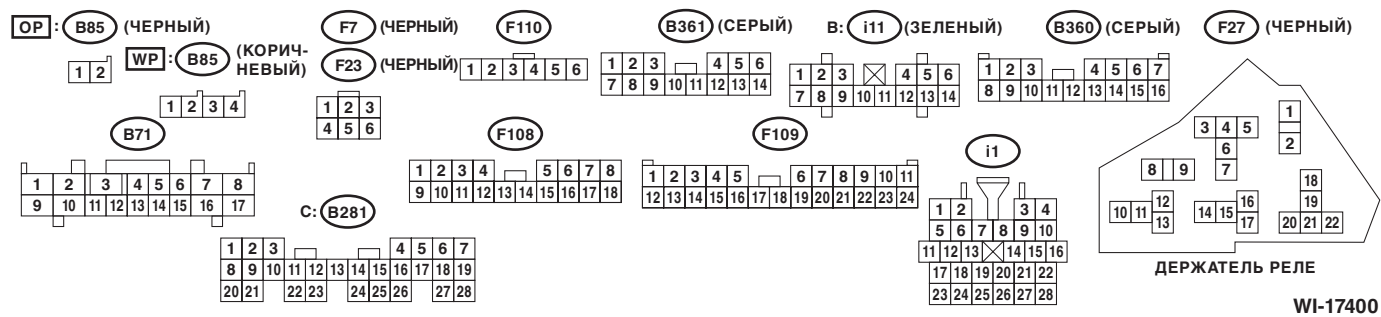 OP : B85 (ЧЕРНЫЙ)
1 2
WP : B85 (КОРИЧ-
НЕВЫЙ)
1 2 3 4
F7 (ЧЕРНЫЙ)
F23 (ЧЕРНЫЙ)
1 2 3
4 5 6
F110
1 2 3 4 5 6
B361 (СЕРЫЙ)
1 2 3 4 5 6
7 8 9 10 11 12 13 14
B: i11 (ЗЕЛЕНЫЙ)
1 2 3 4 5 6
7 8 9 10 11 12 13 14
B360 (СЕРЫЙ)
1 2 3 4 5 6 7
8 9 10 11 12 13 14 15 16
F27 (ЧЕРНЫЙ)
1
3 4 5
2
6
8 9 7
18
12 16 19
10 11 14 15
13 17 20 21 22
ДЕРЖАТЕЛЬ РЕЛЕ
B71
1 2 3 4 5 6 7 8
9 10 11 12 13 14 15 16 17
C: B281
1 2 3 4 5 6 7
8 9 10 11 12 13 14 15 16 17 18 19
20 21 22 23 24 25 26 27 28
F108
1 2 3 4 5 6 7 8
9 10 11 12 13 14 15 16 17 18
F109
1 2 3 4 5 6 7 8 9 10 11
12 13 14 15 16 17 18 19 20 21 22 23 24
i1
1 2 3 4
5 6 7 8 9 10
11 12 13 14 15 16
17 18 19 20 21 22
23 24 25 26 27 28
WI-17400